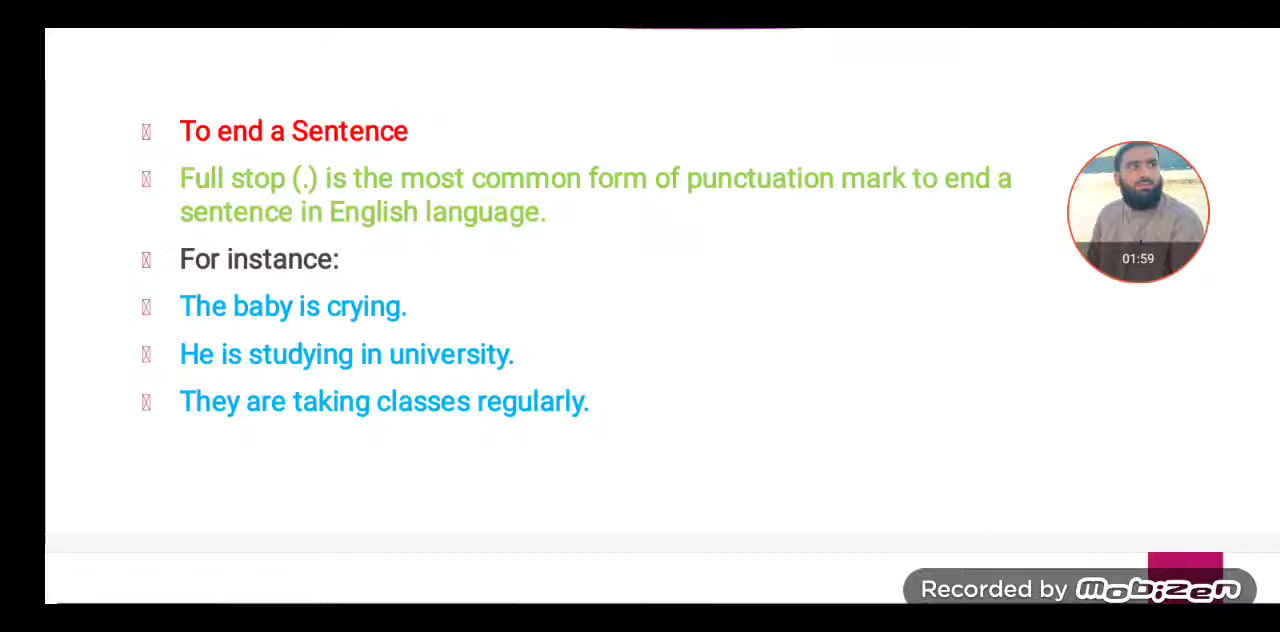 To end a Sentence
Full stop (.) is the most common form of punctuation mark to end a
sentence in English language.
For instance:
The baby is crying.
He is studying in university.
They are taking classes regularly.
01:59
Recorded by Mobizen